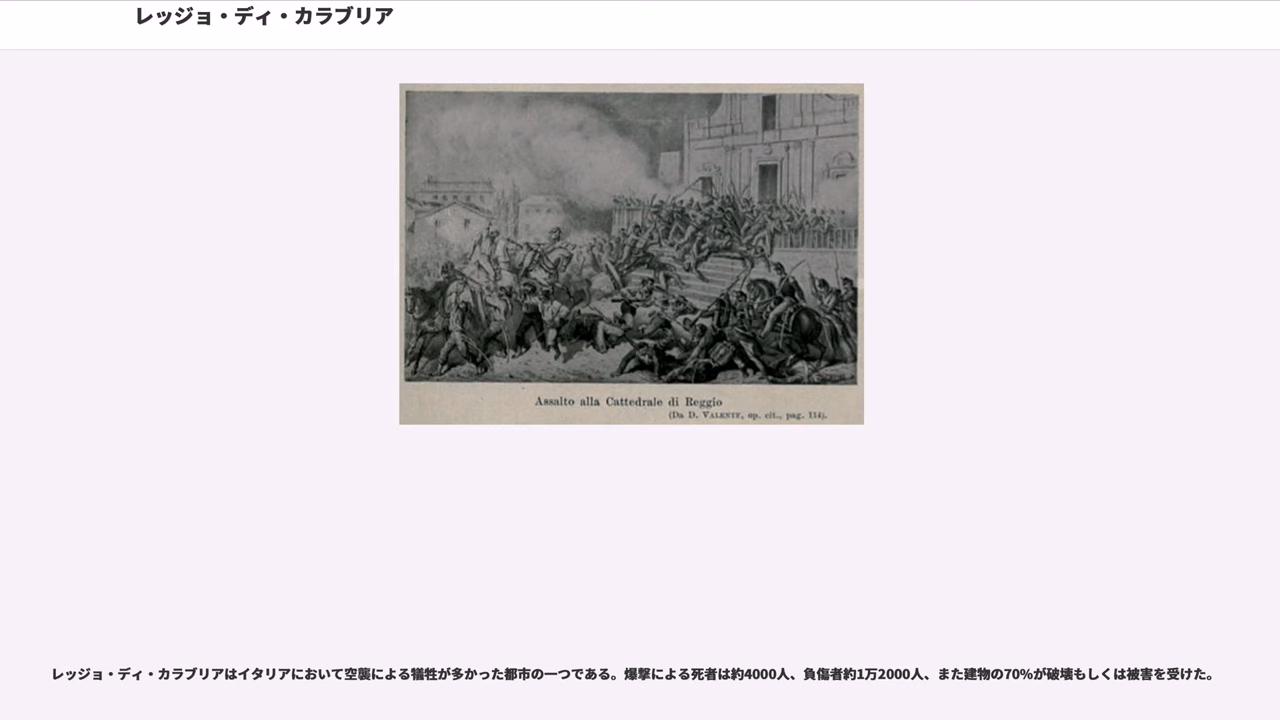 レッジョ・ディ・カラブリア
Assalto alla Cattedrale di Reggio
(Da D. VALENTE, op. cit., pag. 114).
レッジョ・ディ・カラブリアはイタリアにおいて空襲による犠牲が多かった都市の一つである。爆撃による死者は約4000人、負傷者約1万2000人、また建物の70%が破壊もしくは被害を受けた。